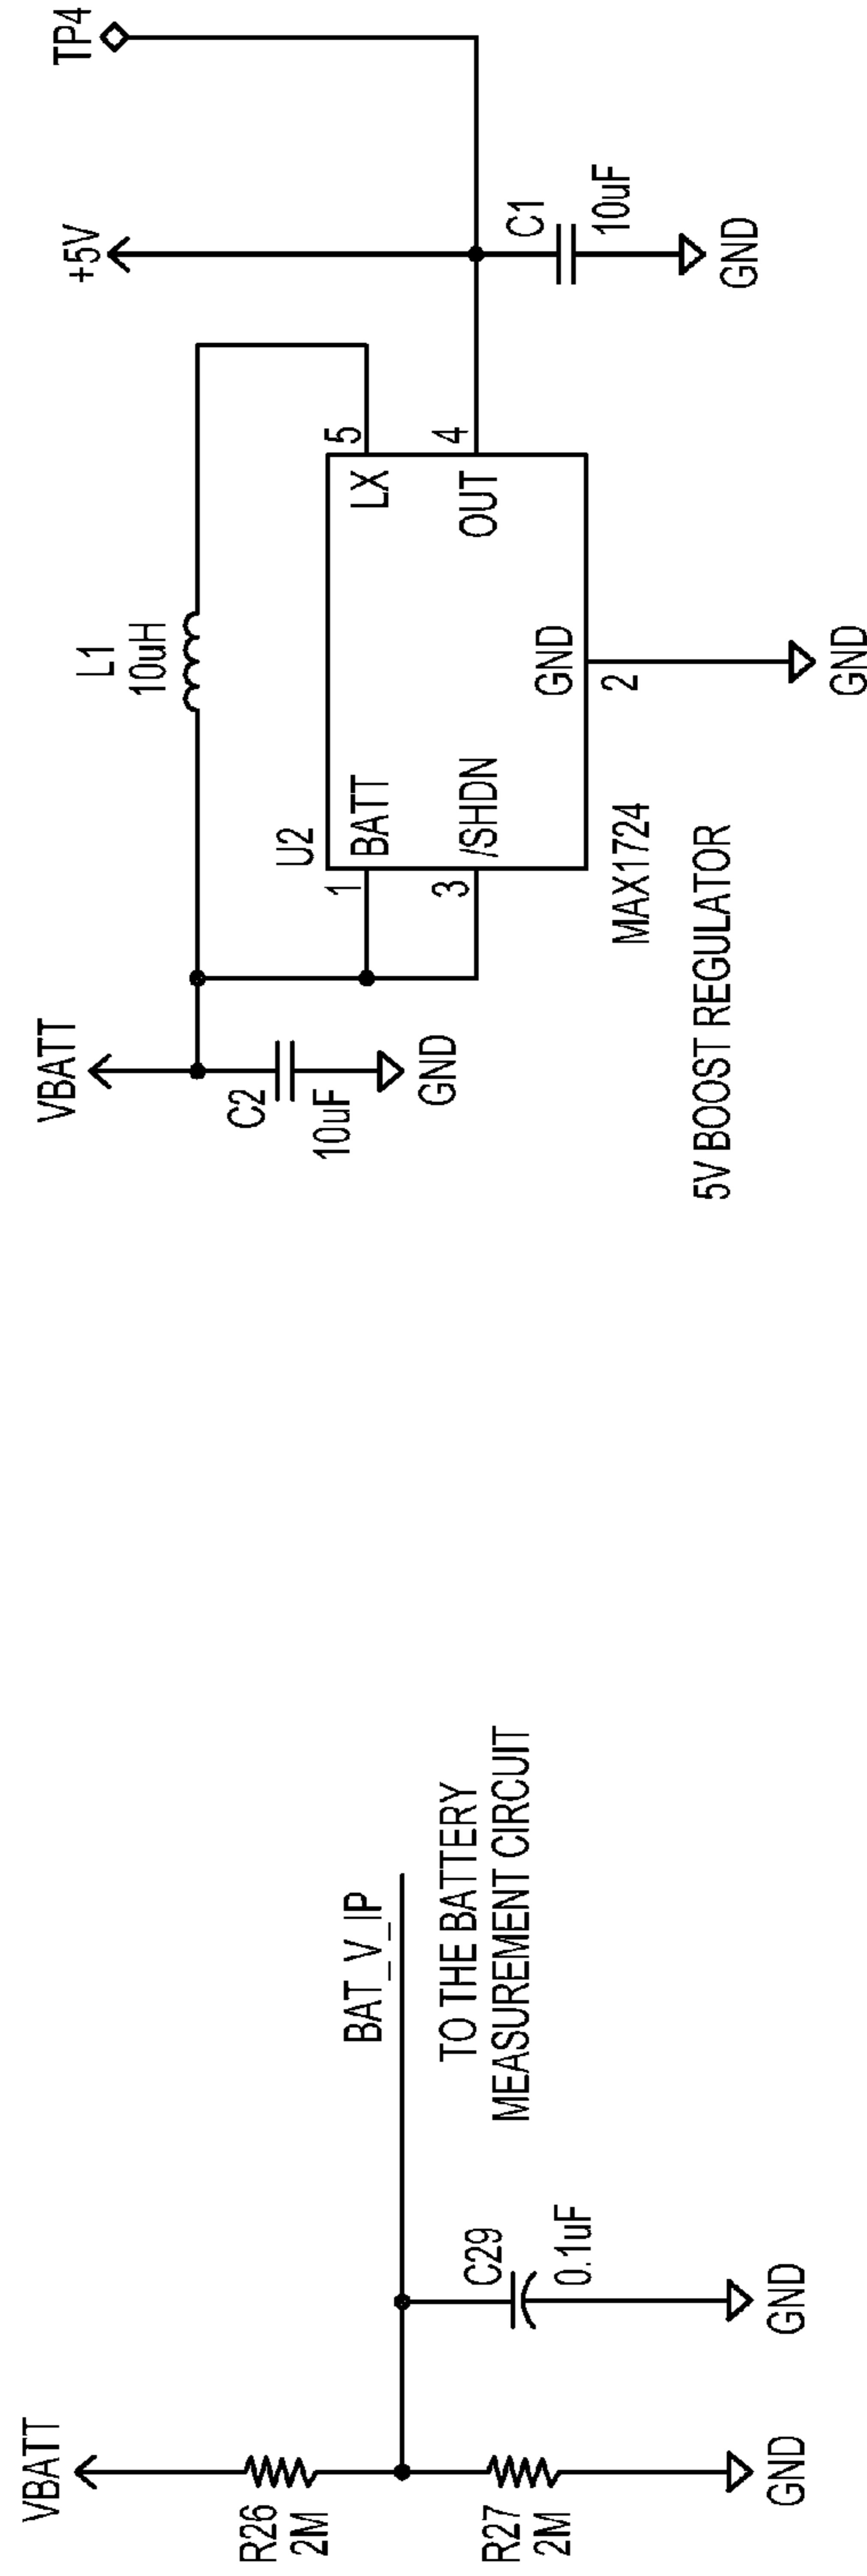 VBATT
R26
2M
R27
2M
GND
C29
0.1uF
GND
BAT_V_IP
TO THE BATTERY
MEASUREMENT CIRCUIT
VBATT
C2
10uF
GND
L1
10uH
U2
1
BATT
3
/SHDN
LX
5
OUT
4
GND
2
GND
MAX1724
5V BOOST REGULATOR
+5V
C1
10uF
GND
TP4